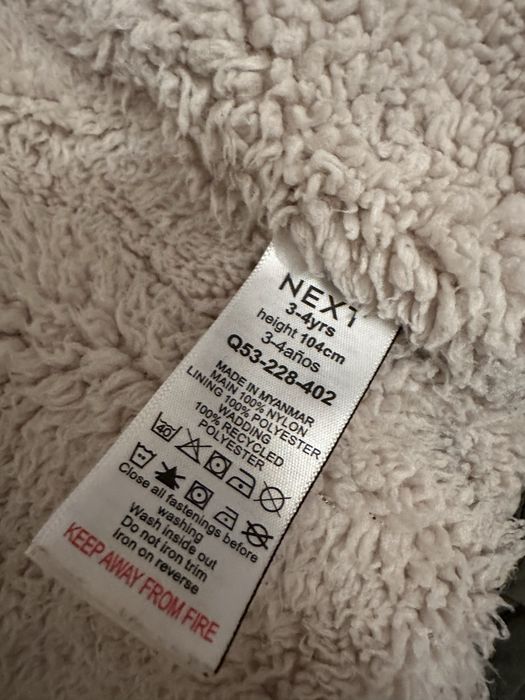 NEXT
3-4yrs
height 104cm
3-4años
Q53-228-402
MADE IN MYANMAR
MAIN 100% NYLON
LINING 100% POLYESTER
WADDING
100% RECYCLED
POLYESTER
40
Close all fastenings before
washing
Wash inside out
Do not iron trim
Iron on reverse
KEEP AWAY FROM FIRE